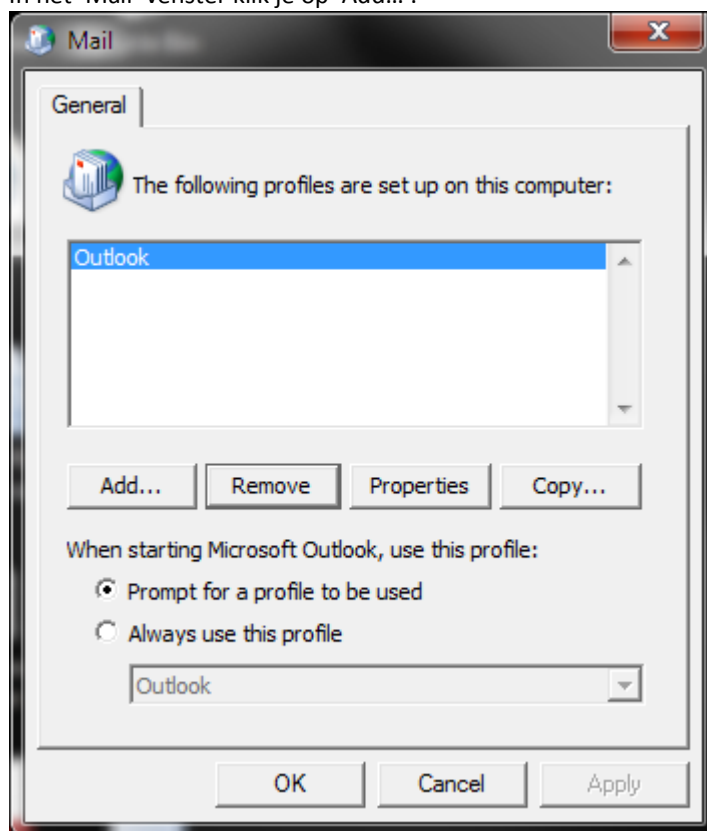 In het 'Mail' venster klik je op 'Add...'.
Mail
General
The following profiles are set up on this computer:
Outlook
Add... Remove Properties Copy...
When starting Microsoft Outlook, use this profile:
Prompt for a profile to be used
Always use this profile
Outlook
OK Cancel Apply